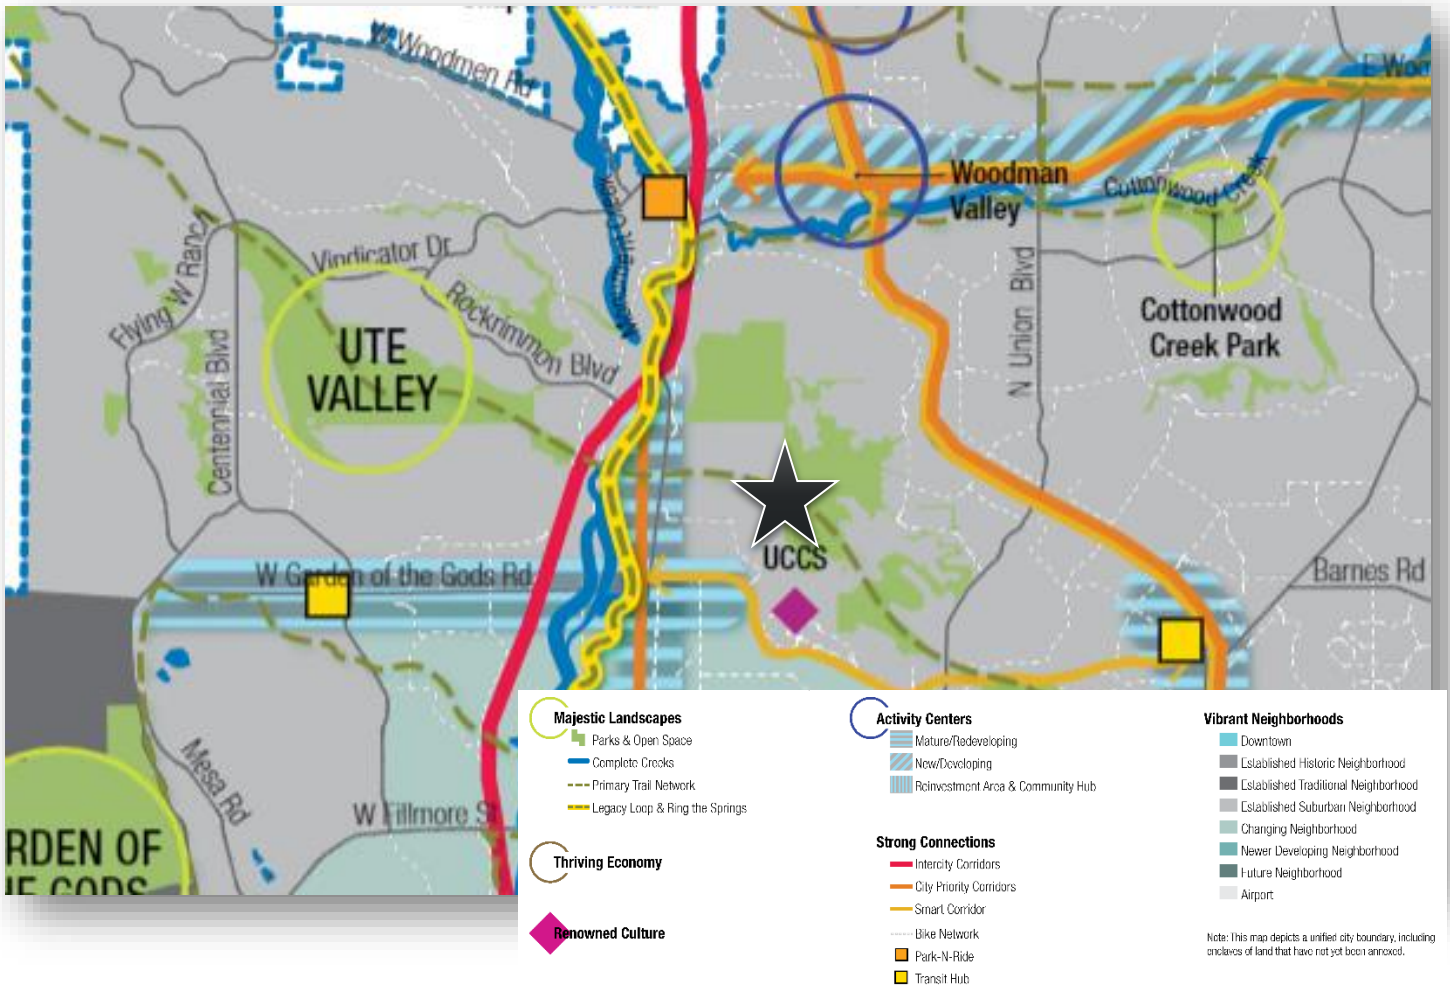 W Woodmen Rd
E Woo
Woodman
Valley
Cottonwood Creek
Flying W Ranch
Vindicator Dr
Monument Creek
N Union Blvd
Cottonwood
Creek Park
Rockrimmon Blvd
UTE
VALLEY
Centennial Blvd
UCCS
W Garden of the Gods Rd
Barnes Rd
Mesa Rd
W Fillmore S
RDEN OF
GODS
Majestic Landscapes
Parks & Open Space
Complete Creeks
Primary Trail Network
Legacy Loop & Ring the Springs
Thriving Economy
Renowned Culture
Activity Centers
Mature/Redeveloping
New/Developing
Reinvestment Area & Community Hub
Strong Connections
Intercity Corridors
City Priority Corridors
Smart Corridor
Bike Network
Park-N-Ride
Transit Hub
Vibrant Neighborhoods
Downtown
Established Historic Neighborhood
Established Traditional Neighborhood
Established Suburban Neighborhood
Changing Neighborhood
Newer Developing Neighborhood
Future Neighborhood
Airport
Note: This map depicts a unified city boundary, including
enclaves of land that have not yet been annexed.